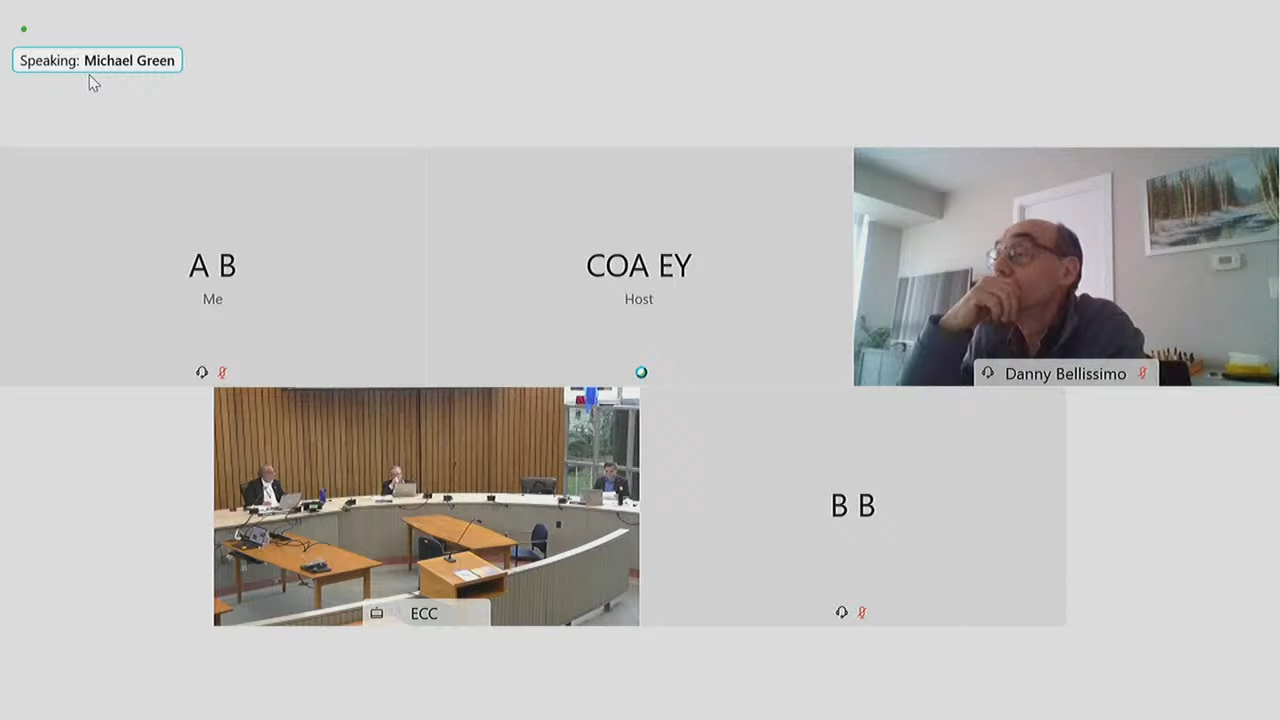 Speaking: Michael Green
A B
Me
COA EY
Host
Danny Bellissimo
ECC
B B